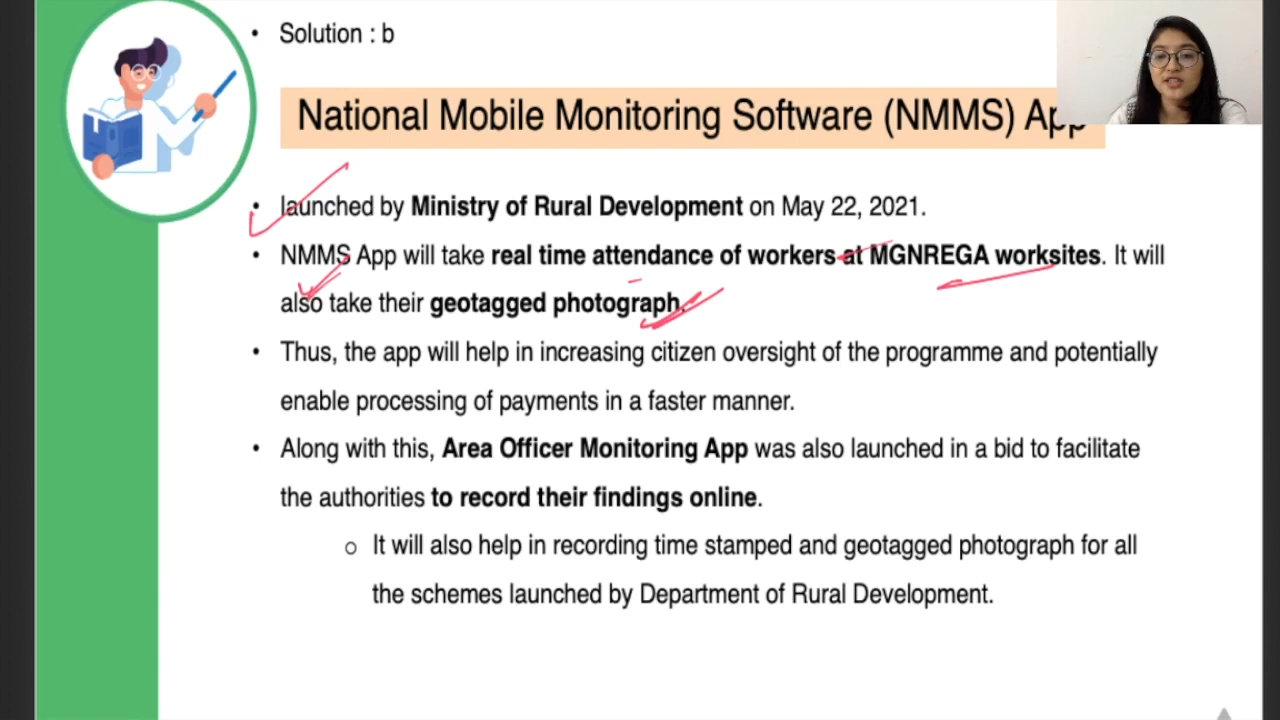 • Solution : b
National Mobile Monitoring Software (NMMS) App
• launched by Ministry of Rural Development on May 22, 2021.
• NMMS App will take real time attendance of workers at MGNREGA worksites. It will
also take their geotagged photograph.
• Thus, the app will help in increasing citizen oversight of the programme and potentially
enable processing of payments in a faster manner.
• Along with this, Area Officer Monitoring App was also launched in a bid to facilitate
the authorities to record their findings online.
o It will also help in recording time stamped and geotagged photograph for all
the schemes launched by Department of Rural Development.